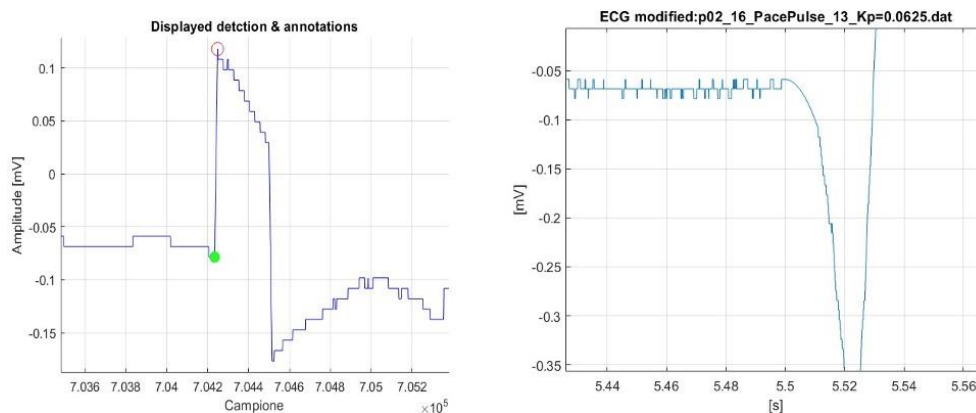 Displayed detction & annotations
Amplitude [mV]
0.1
0.05
0
-0.05
-0.1
-0.15
7.036 7.038 7.04 7.042 7.044 7.046 7.048 7.05 7.052
Campione
×10⁵
ECG modified:p02_16_PacePulse_13_Kp=0.0625.dat
[mV]
-0.05
-0.1
-0.15
-0.2
-0.25
-0.3
-0.35
5.44 5.46 5.48 5.5 5.52 5.54 5.56
[s]